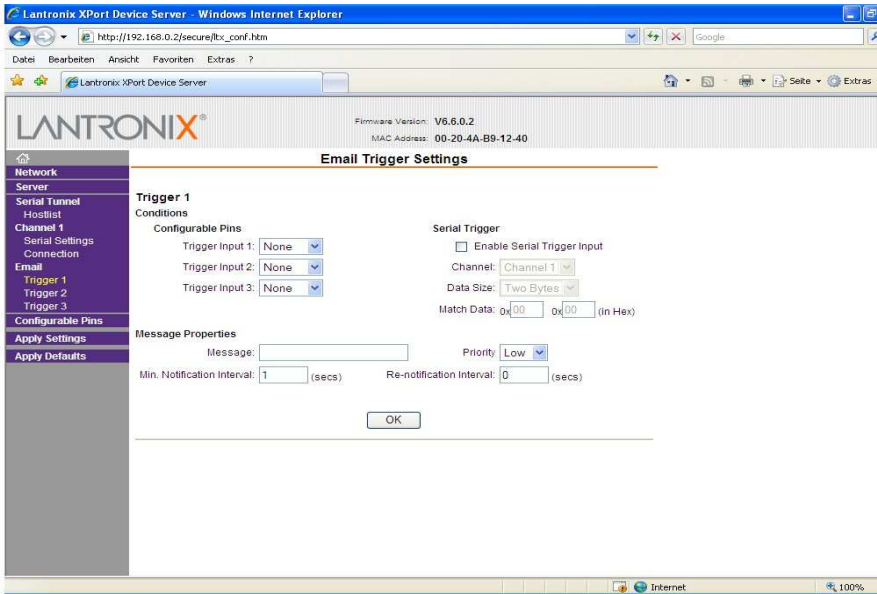 Lantronix XPort Device Server - Windows Internet Explorer
http://192.168.0.2/secure/ltx_conf.htm
Google
Datei Bearbeiten Ansicht Favoriten Extras ?
Lantronix XPort Device Server
Seite
Extras
LANTRONIX®
Firmware Version: V6.6.0.2
MAC Address: 00-20-4A-B9-12-40
Network
Server
Serial Tunnel
Hostlist
Channel 1
Serial Settings
Connection
Email
Trigger 1
Trigger 2
Trigger 3
Configurable Pins
Apply Settings
Apply Defaults
Email Trigger Settings
Trigger 1
Conditions
Configurable Pins
Trigger Input 1: None
Trigger Input 2: None
Trigger Input 3: None
Serial Trigger
Enable Serial Trigger Input
Channel: Channel 1
Data Size: Two Bytes
Match Data: 0x 00 0x 00 (in Hex)
Message Properties
Message:
Priority Low
Min. Notification Interval: 1 (secs)
Re-notification Interval: 0 (secs)
OK
Internet
100%